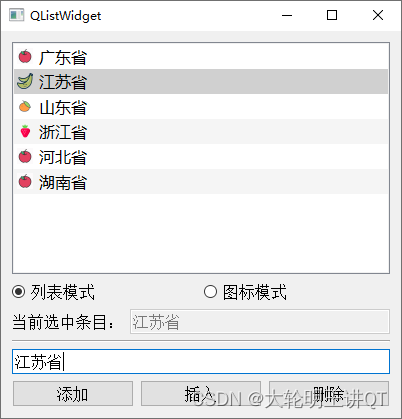 QListWidget
广东省
江苏省
山东省
浙江省
河北省
湖南省
列表模式 图标模式
当前选中条目： 江苏省
江苏省
添加 插入 删除
CSDN @大轮明王讲QT